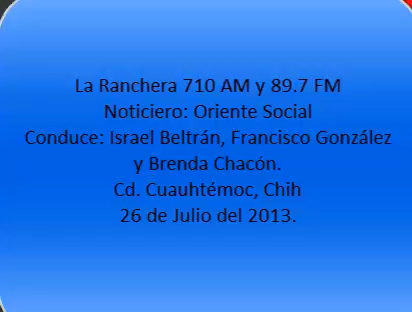 La Ranchera 710 AM y 89.7 FM
Noticiero: Oriente Social
Conduce: Israel Beltrán, Francisco González
y Brenda Chacón.
Cd. Cuauhtémoc, Chih
26 de Julio del 2013.